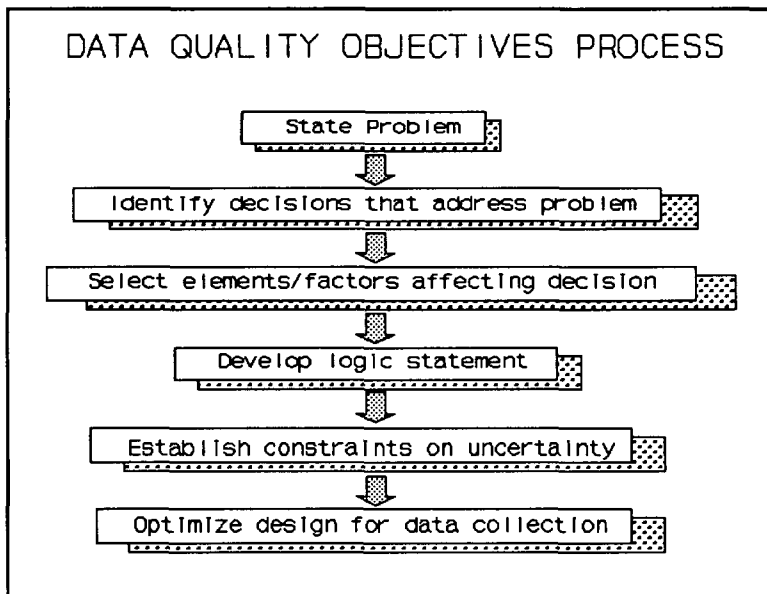 DATA QUALITY OBJECTIVES PROCESS
State Problem
Identify decisions that address problem
Select elements/factors affecting decision
Develop logic statement
Establish constraints on uncertainty
Optimize design for data collection